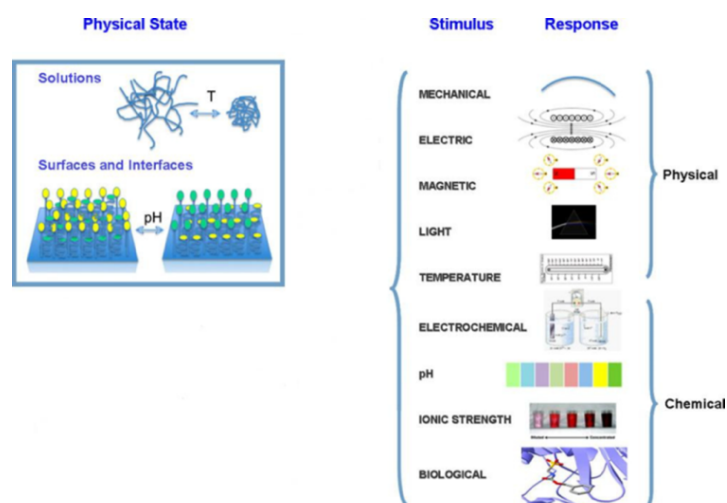 Physical State
Stimulus
Response
Solutions
T
Surfaces and Interfaces
pH
MECHANICAL
ELECTRIC
MAGNETIC
LIGHT
TEMPERATURE
ELECTROCHEMICAL
pH
IONIC STRENGTH
BIOLOGICAL
Physical
Chemical